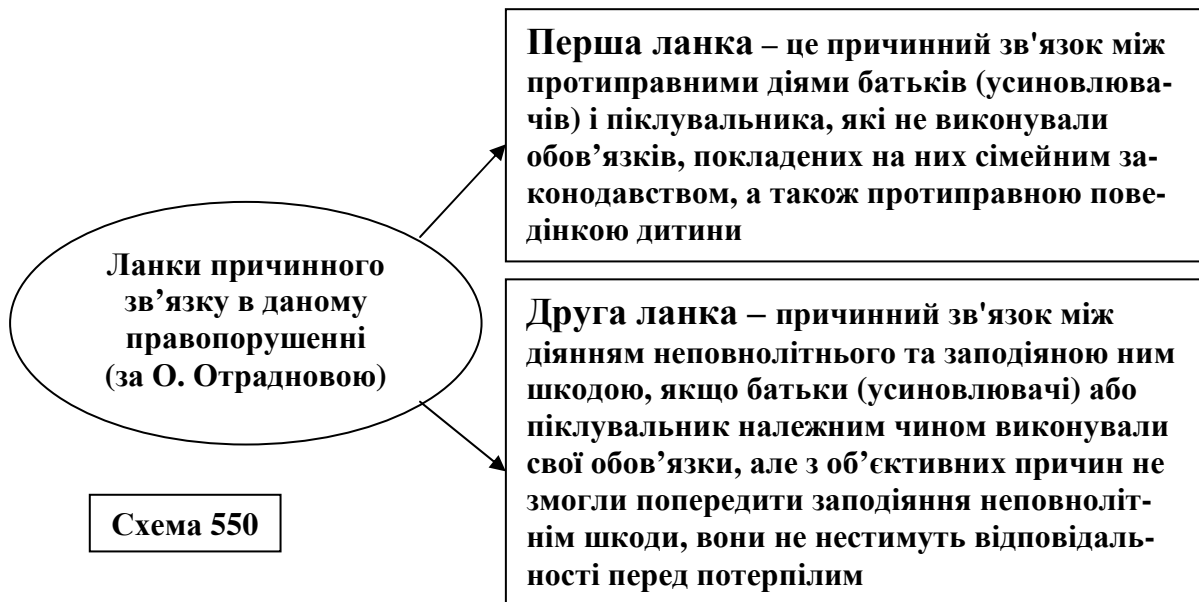 Перша ланка – це причинний зв'язок між
протиправними діями батьків (усиновлюва-
чів) і піклувальника, які не виконували
обов’язків, покладених на них сімейним за-
конодавством, а також протиправною пове-
дінкою дитини
Ланки причинного
зв’язку в даному
правопорушенні
(за О. Отрадновою)
Друга ланка – причинний зв'язок між
діянням неповнолітнього та заподіяною ним
шкодою, якщо батьки (усиновлювачі) або
піклувальник належним чином виконували
свої обов’язки, але з об’єктивних причин не
змогли попередити заподіяння неповноліт-
нім шкоди, вони не нестимуть відповідаль-
ності перед потерпілим
Схема 550